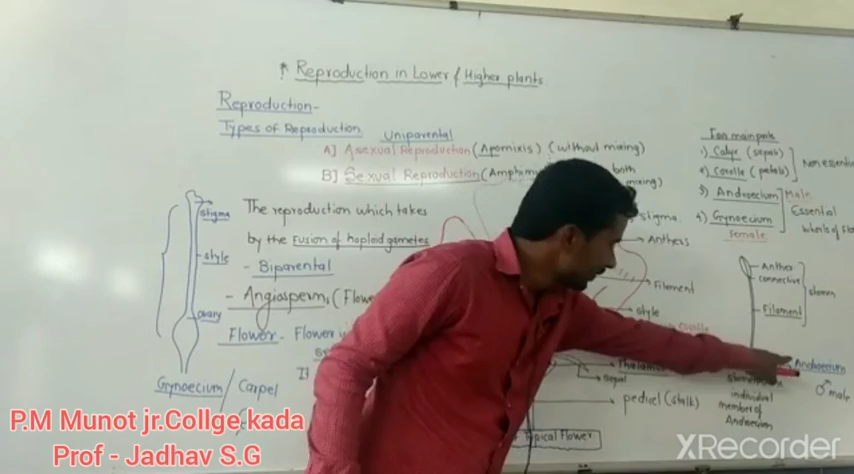 Reproduction in Lower & Higher plants
Reproduction-
Types of Reproduction
Uniparental
A] Asexual Reproduction (Apomixis) (without mixing)
B] Sexual Reproduction (Amphimi
both
mixing)
The reproduction which takes
by the Fusion of haploid gametes
- Biparental
- Angiosperm, (Flow
Flower - Flower
stigma
style
ovary
Gynoecium / Carpel
stigma
Anthers
Filament
style
Thalamus
sepal
pedicel (stalk)
Typical Flower
main parts
1) Calyx (sepals)
2) Corolla (petals)
3) Androecium Male
4) Gynoecium
Female
Essential
Anther
connective
Filament
stamen
Androecium
♂ male
individual
member of
Androecium
P.M Munot jr.Collge kada
Prof - Jadhav S.G
XRecorder